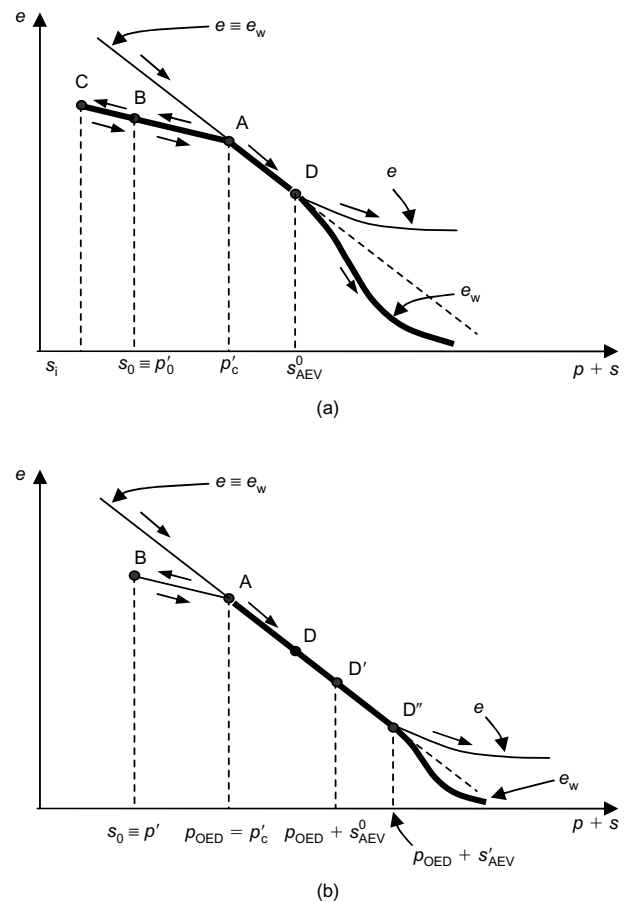 e
e ≡ e_w
C
B
A
D
e
e_w
s_i
s_0 ≡ p′_0
p′_c
s^0_AEV
p + s
(a)
e
e ≡ e_w
B
A
D
D′
D″
e
e_w
s_0 ≡ p′
p_OED = p′_c
p_OED + s^0_AEV
p + s
p_OED + s′_AEV
(b)